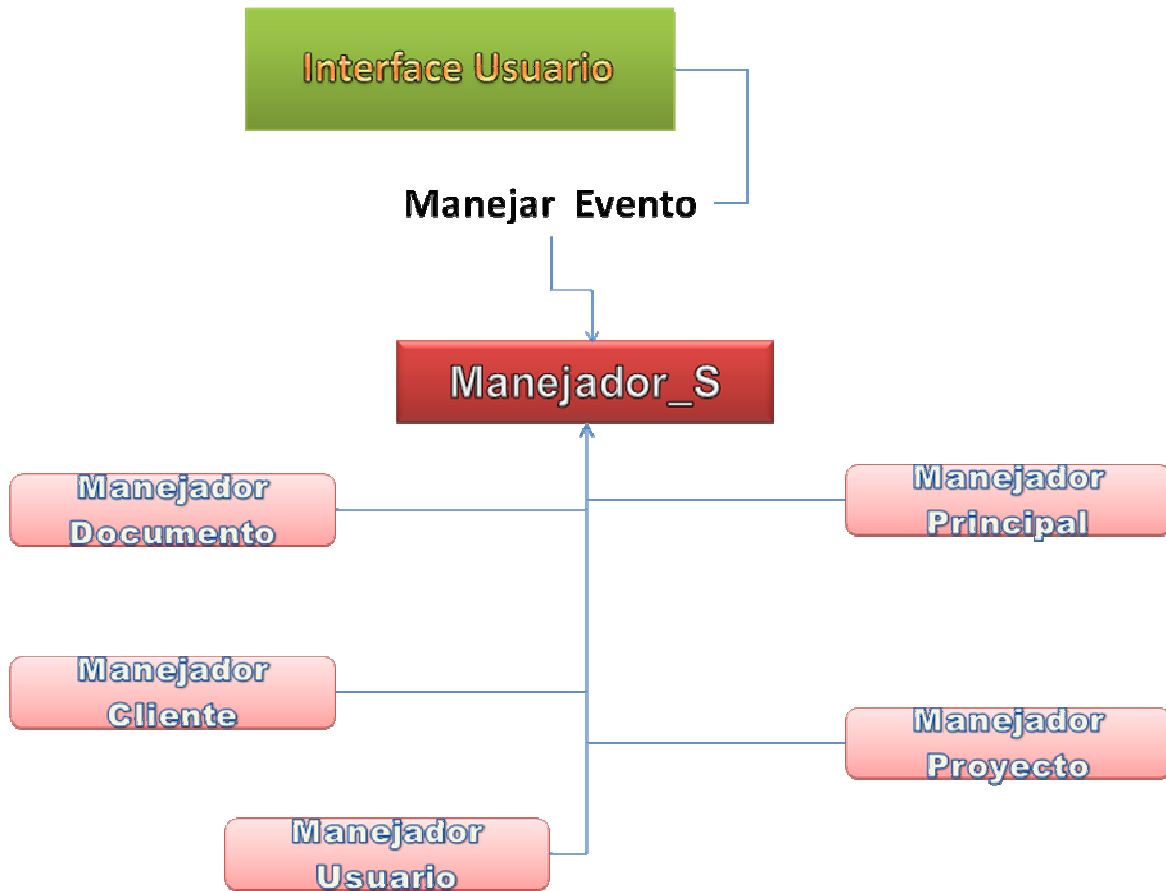 Interface Usuario
Manejar Evento
Manejador_S
Manejador
Documento
Manejador
Principal
Manejador
Cliente
Manejador
Proyecto
Manejador
Usuario